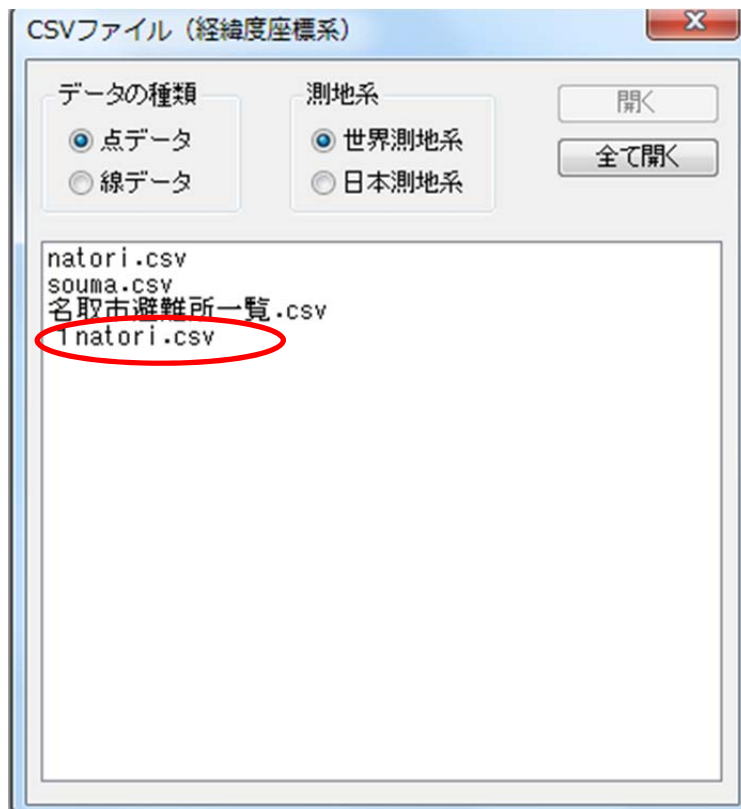 CSVファイル（経緯度座標系）
データの種類
点データ
線データ
測地系
世界測地系
日本測地系
開く
全て開く
natori.csv
souma.csv
名取市避難所一覧.csv
1natori.csv